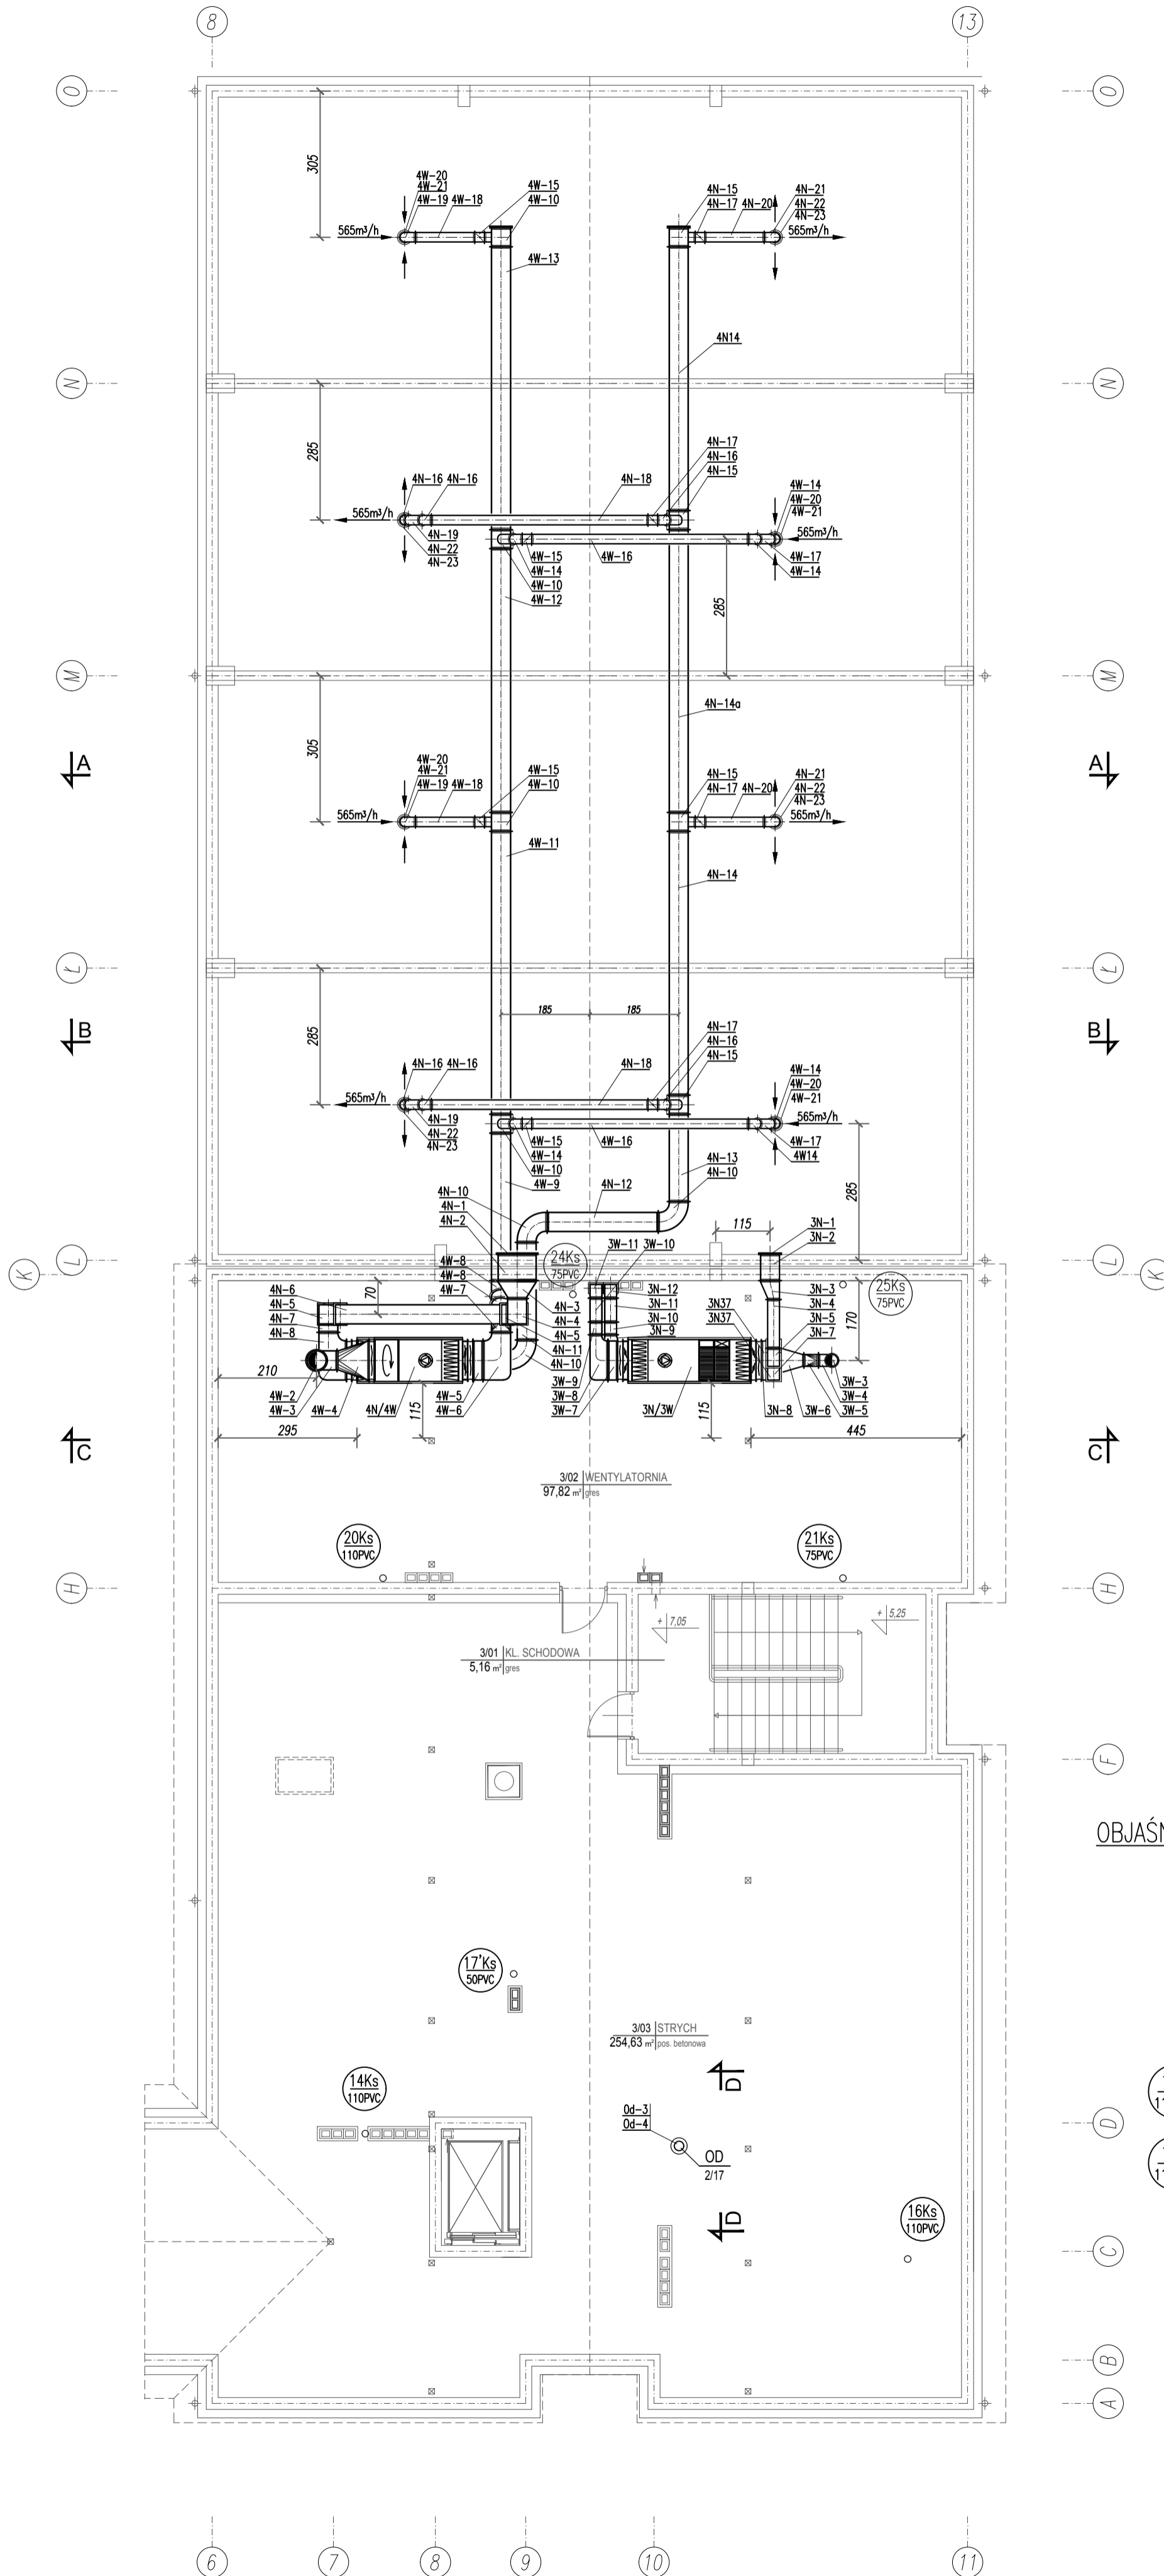 8
13
O
O
305
4W-20
4W-21
4W-19 4W-18
4W-15
4W-10
565m³/h
4W-13
4N-15
4N-17 4N-20
4N-21
4N-22
4N-23
565m³/h
4N14
N
N
285
4N-16 4N-16
4N-18
4N-17
4N-16
4N-15
4W-14
4W-20
4W-21
565m³/h
565m³/h
4N-19
4N-22
4N-23
4W-15
4W-14
4W-10
4W-12
4W-16
4W-17
4W-14
285
M
M
4N-14a
305
A
A
4W-20
4W-21
4W-19 4W-18
4W-15
4W-10
565m³/h
4W-11
4N-15
4N-17 4N-20
4N-21
4N-22
4N-23
565m³/h
4N-14
Ł
Ł
185
185
B
B
285
4N-16 4N-16
4N-18
4N-17
4N-16
4N-15
4W-14
4W-20
4W-21
565m³/h
565m³/h
4N-19
4N-22
4N-23
4W-15
4W-14
4W-10
4W-9
4W-16
4W-17
4W14
4N-13
4N-10
285
4N-10
4N-1
4N-2
4N-12
115
3N-1
3N-2
L
L
K
K
24Ks
75PVC
25Ks
75PVC
3W-11 3W-10
4W-8
4W-8
4W-7
70
170
4N-6
4N-5
4N-7
4N-8
4N-3
4N-4
4N-5
4N-11
4N-10
3N-12
3N-11
3N-10
3N-9
3N37
3N37
3N-3
3N-4
3N-5
3N-7
210
4W-2
4W-3
4W-4
4N/4W
115
4W-5
4W-6
3W-9
3W-8
3W-7
3N/3W
115
3N-8
3W-6
3W-3
3W-4
3W-5
295
445
C
C
3/02 WENTYLATORNIA
97,82 m² gres
20Ks
110PVC
21Ks
75PVC
H
H
+ 7,05
+ 5,25
3/01 KL. SCHODOWA
5,16 m² gres
F
OBJAŚN
17'Ks
50PVC
3/03 STRYCH
254,63 m² pos. betonowa
14Ks
110PVC
D
Od-3
Od-4
OD
2/17
D
D
16Ks
110PVC
C
B
A
6
7
8
9
10
11